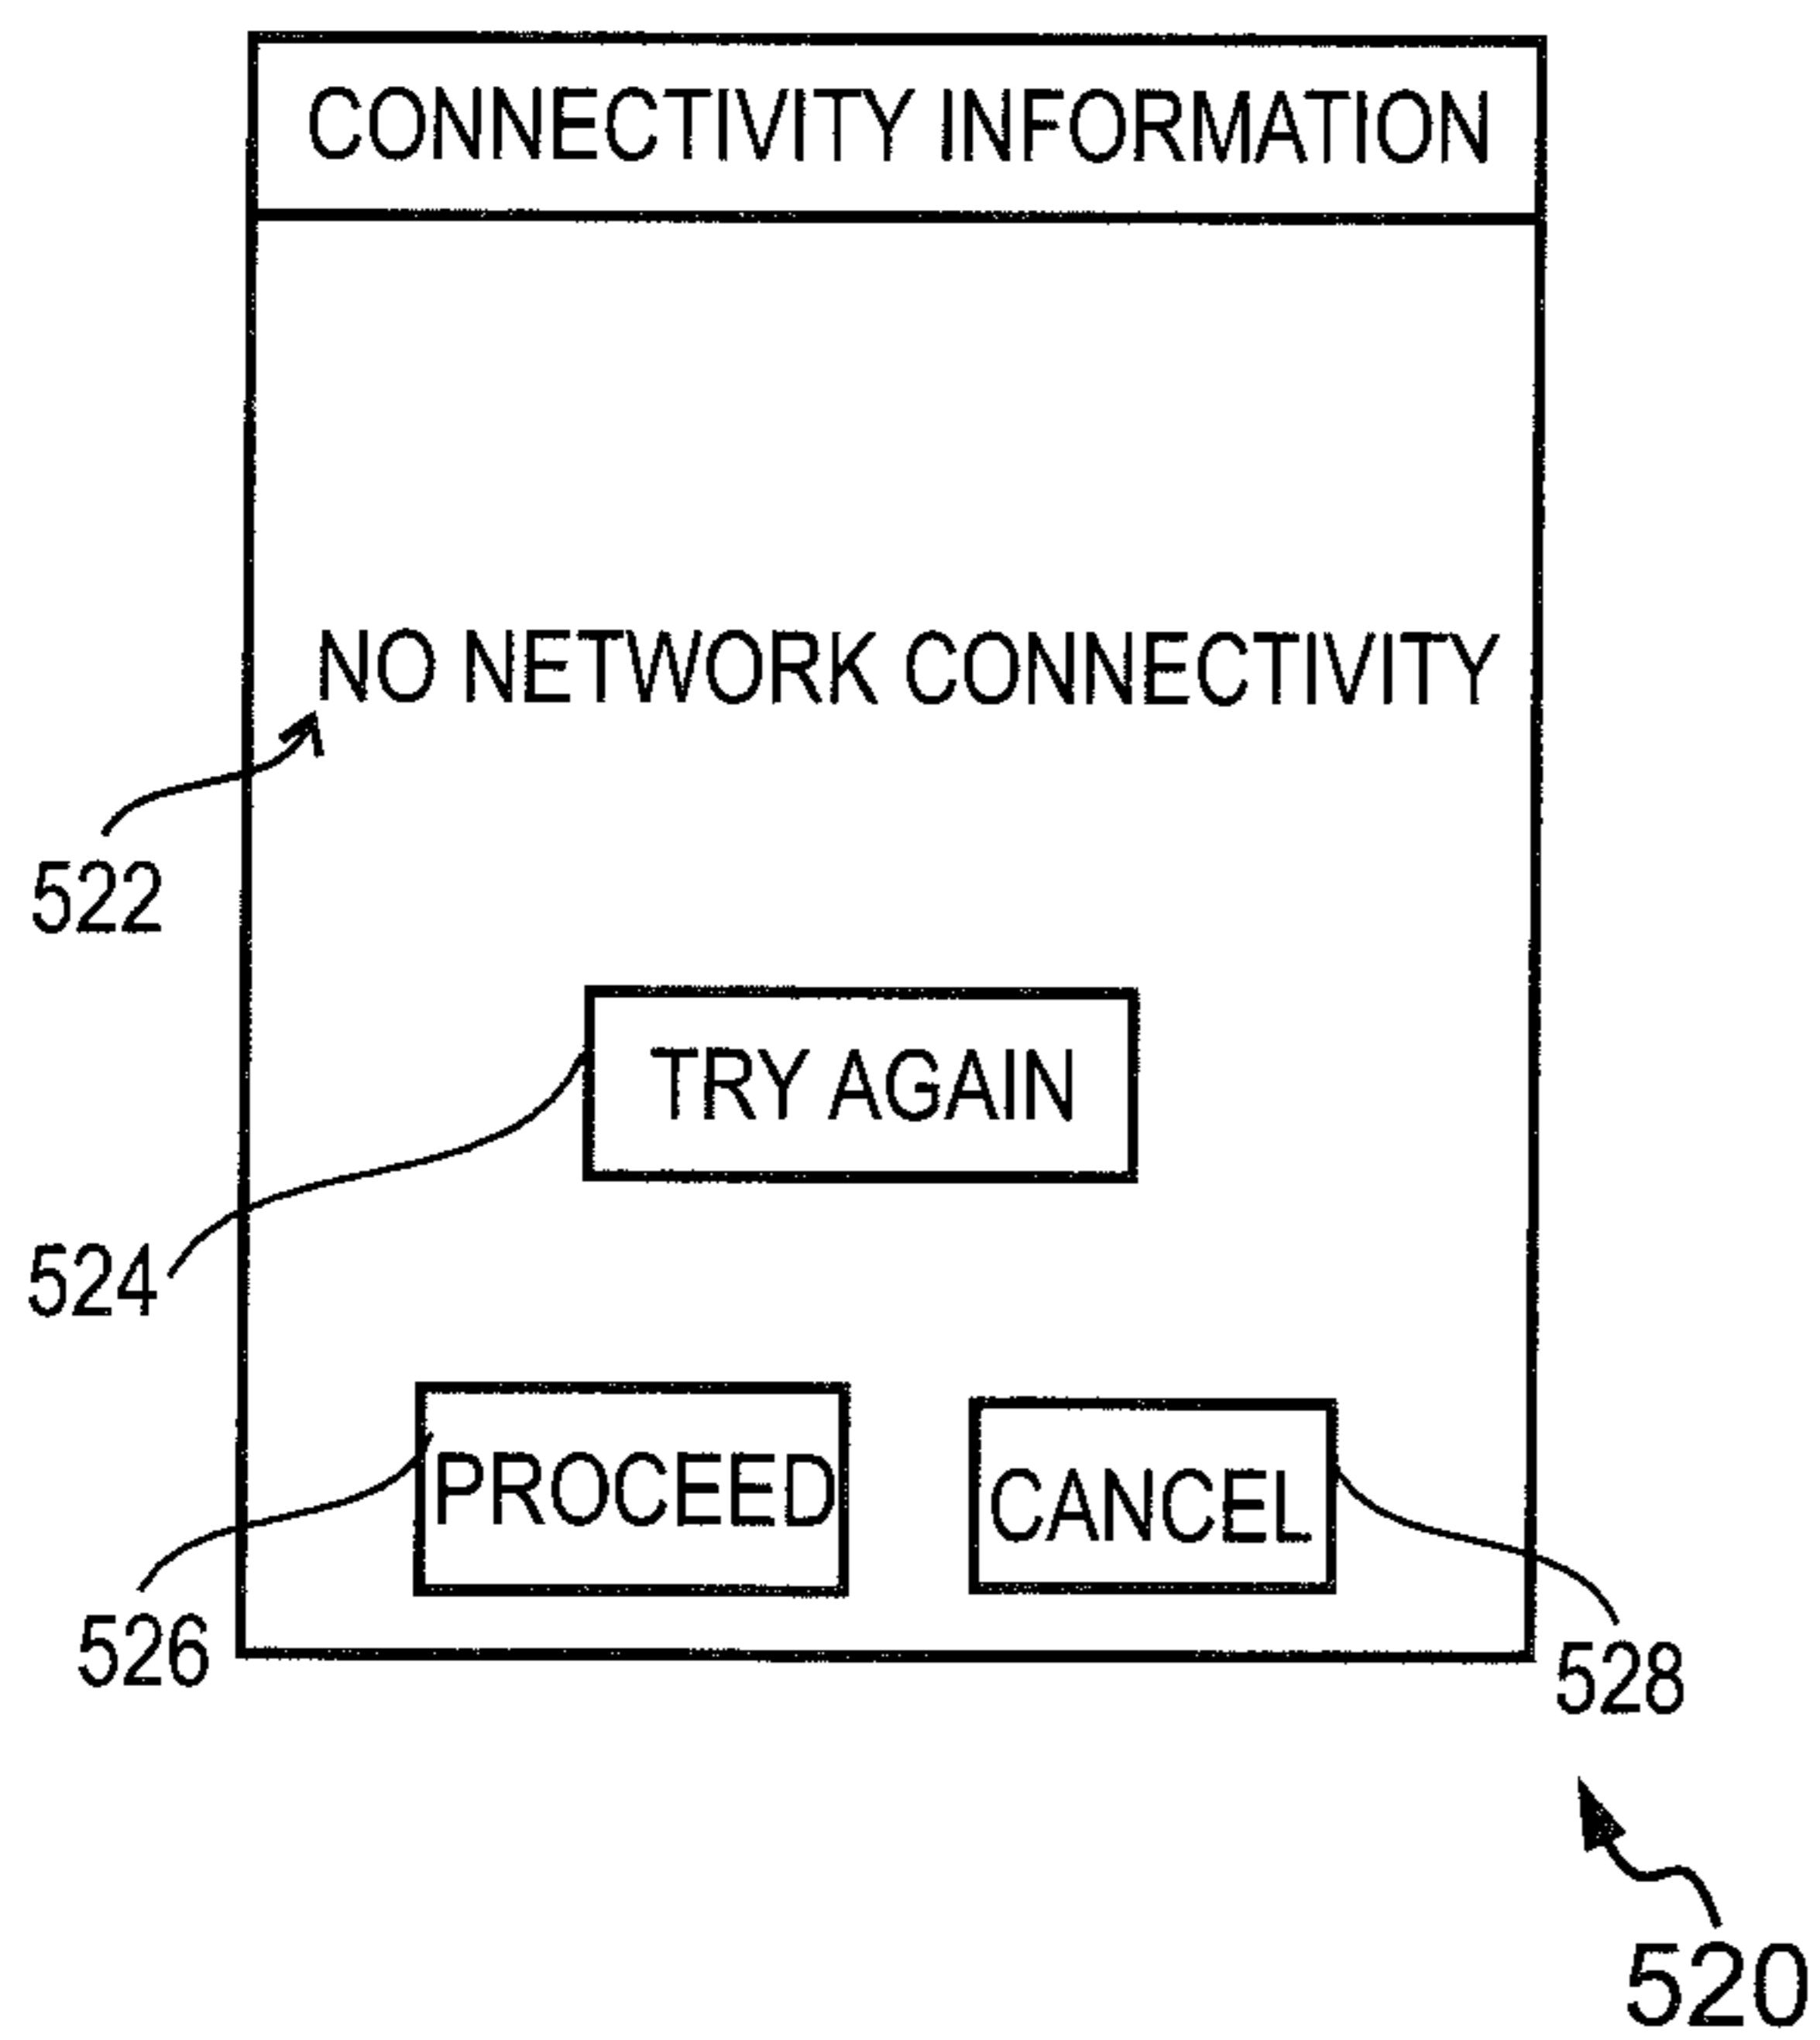 CONNECTIVITY INFORMATION
NO NETWORK CONNECTIVITY
522
TRY AGAIN
524
PROCEED
CANCEL
526
528
520